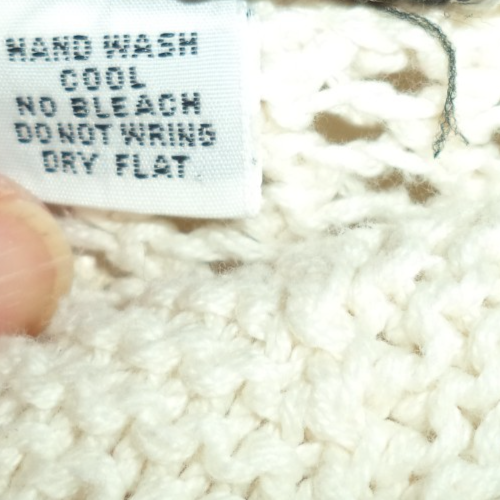 HAND WASH
COOL
NO BLEACH
DO NOT WRING
DRY FLAT